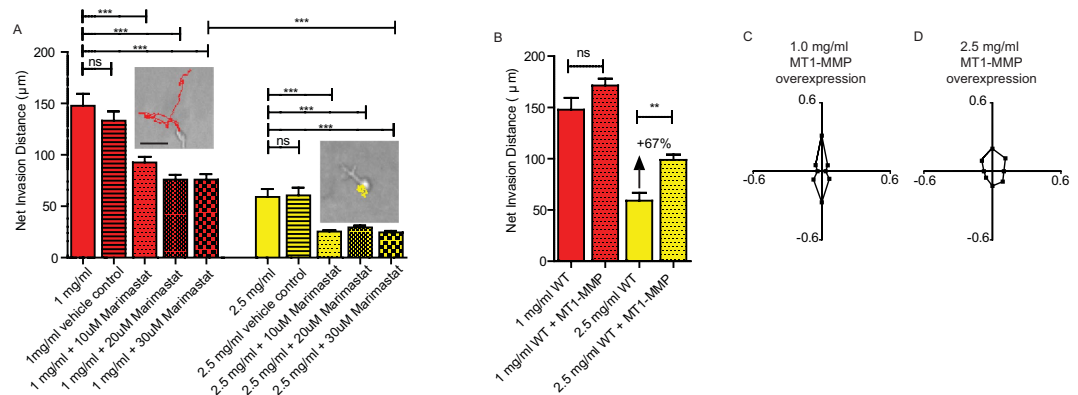 A
Net Invasion Distance (µm)
200
150
100
50
0
***
***
***
ns
***
***
***
***
ns
1 mg/ml
1mg/ml vehicle control
1 mg/ml + 10uM Marimastat
1 mg/ml + 20uM Marimastat
1 mg/ml + 30uM Marimastat
2.5 mg/ml
2.5 mg/ml vehicle control
2.5 mg/ml + 10uM Marimastat
2.5 mg/ml + 20uM Marimastat
2.5 mg/ml + 30uM Marimastat
B
Net Invasion Distance ( µm)
200
150
100
50
0
ns
**
+67%
1 mg/ml WT
1 mg/ml WT + MT1-MMP
2.5 mg/ml WT
2.5 mg/ml WT + MT1-MMP
C
1.0 mg/ml
MT1-MMP
overexpression
0.6
-0.6
0.6
-0.6
D
2.5 mg/ml
MT1-MMP
overexpression
0.6
-0.6
0.6
-0.6